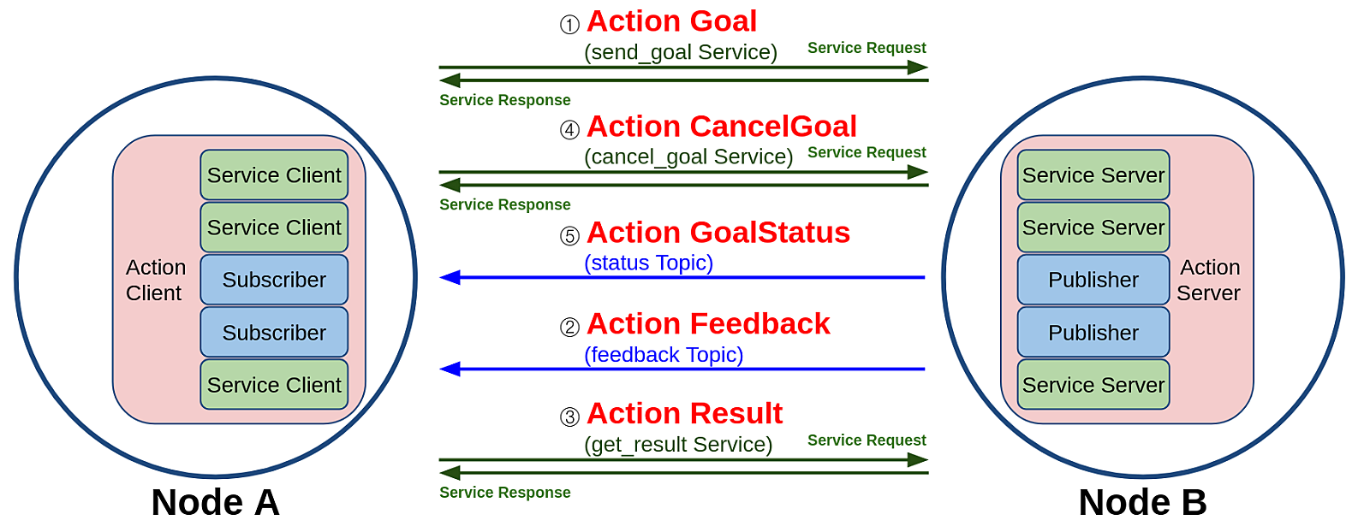 ① Action Goal
(send_goal Service)
Service Request
Service Response
④ Action CancelGoal
(cancel_goal Service)
Service Request
Service Response
⑤ Action GoalStatus
(status Topic)
② Action Feedback
(feedback Topic)
③ Action Result
(get_result Service)
Service Request
Service Response
Action
Client
Service Client
Service Client
Subscriber
Subscriber
Service Client
Node A
Service Server
Service Server
Publisher
Publisher
Service Server
Action
Server
Node B